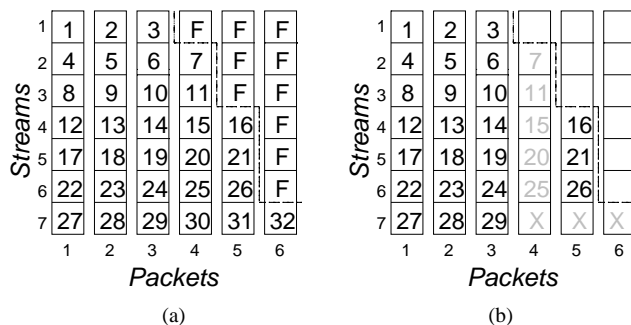 1 1 2 3 F F F
2 4 5 6 7 F F
3 8 9 10 11 F F
4 12 13 14 15 16 F
5 17 18 19 20 21 F
6 22 23 24 25 26 F
7 27 28 29 30 31 32
1 2 3 4 5 6
Streams
Packets
(a)
1 1 2 3
2 4 5 6 7
3 8 9 10 11
4 12 13 14 15 16
5 17 18 19 20 21
6 22 23 24 25 26
7 27 28 29 X X X
1 2 3 4 5 6
Streams
Packets
(b)